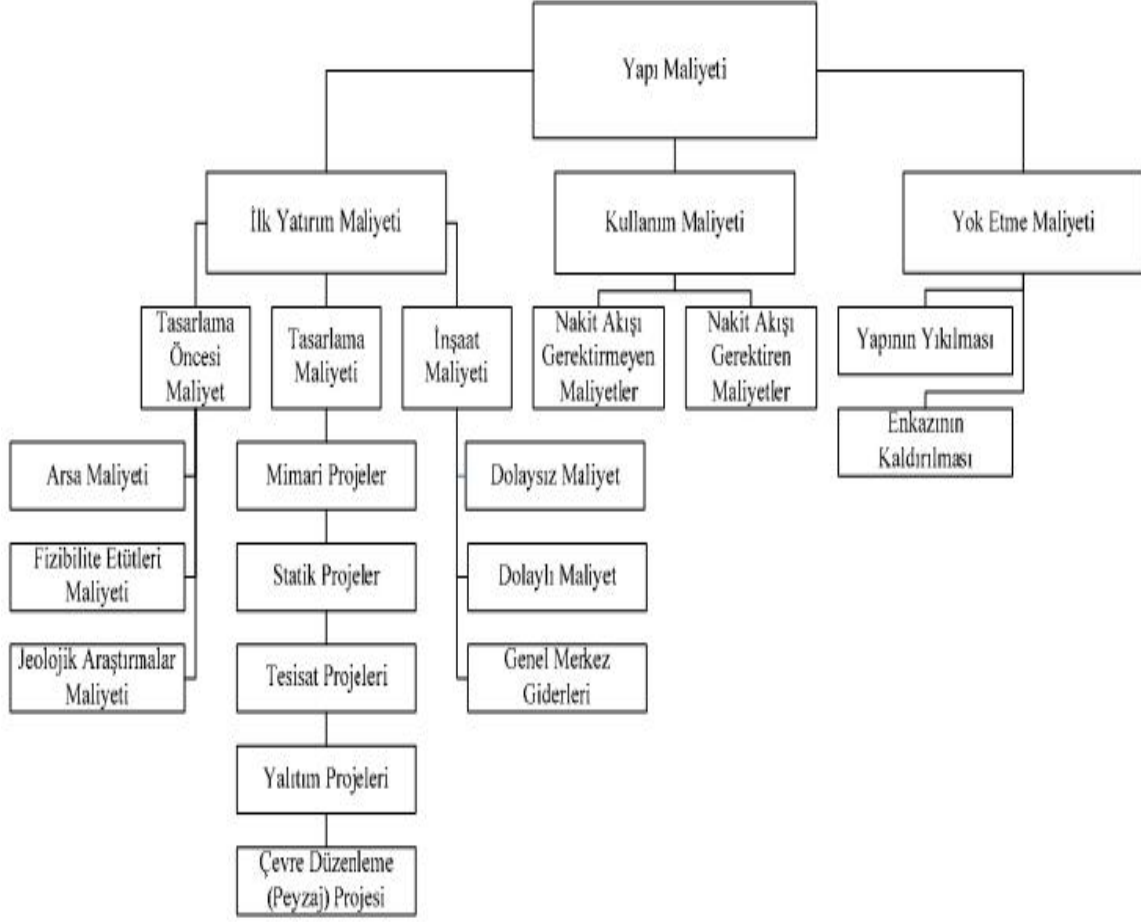 Yapı Maliyeti
İlk Yatırım Maliyeti
Kullanım Maliyeti
Yok Etme Maliyeti
Tasarlama
Öncesi
Maliyet
Tasarlama
Maliyeti
İnşaat
Maliyeti
Nakit Akışı
Gerektirmeyen
Maliyetler
Nakit Akışı
Gerektiren
Maliyetler
Yapının Yıkılması
Enkazının
Kaldırılması
Arsa Maliyeti
Fizibilite Etütleri
Maliyeti
Jeolojik Araştırmalar
Maliyeti
Mimari Projeler
Statik Projeler
Tesisat Projeleri
Yalıtım Projeleri
Çevre Düzenleme
(Peyzaj) Projesi
Dolaysız Maliyet
Dolaylı Maliyet
Genel Merkez
Giderleri